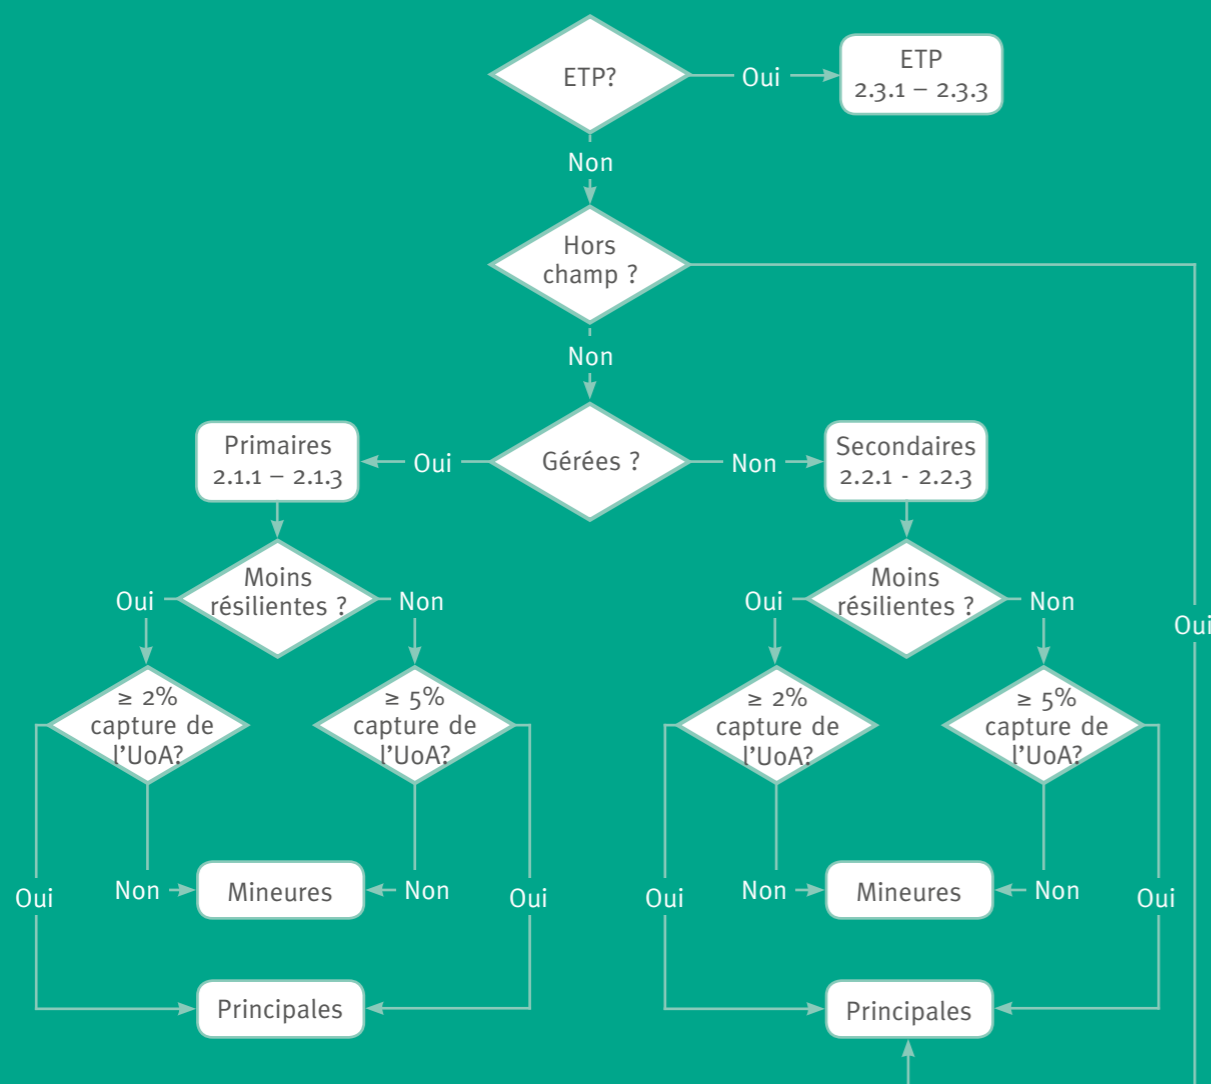 ETP?
Oui
ETP
2.3.1 – 2.3.3
Non
Hors
champ ?
Non
Primaires
2.1.1 – 2.1.3
Oui
Gérées ?
Non
Secondaires
2.2.1 - 2.2.3
Oui
Moins
résilientes ?
Non
Oui
Moins
résilientes ?
Non
Oui
≥ 2%
capture de
l'UoA?
≥ 5%
capture de
l'UoA?
≥ 2%
capture de
l'UoA?
≥ 5%
capture de
l'UoA?
Oui
Non
Mineures
Non
Oui
Oui
Non
Mineures
Non
Oui
Principales
Principales